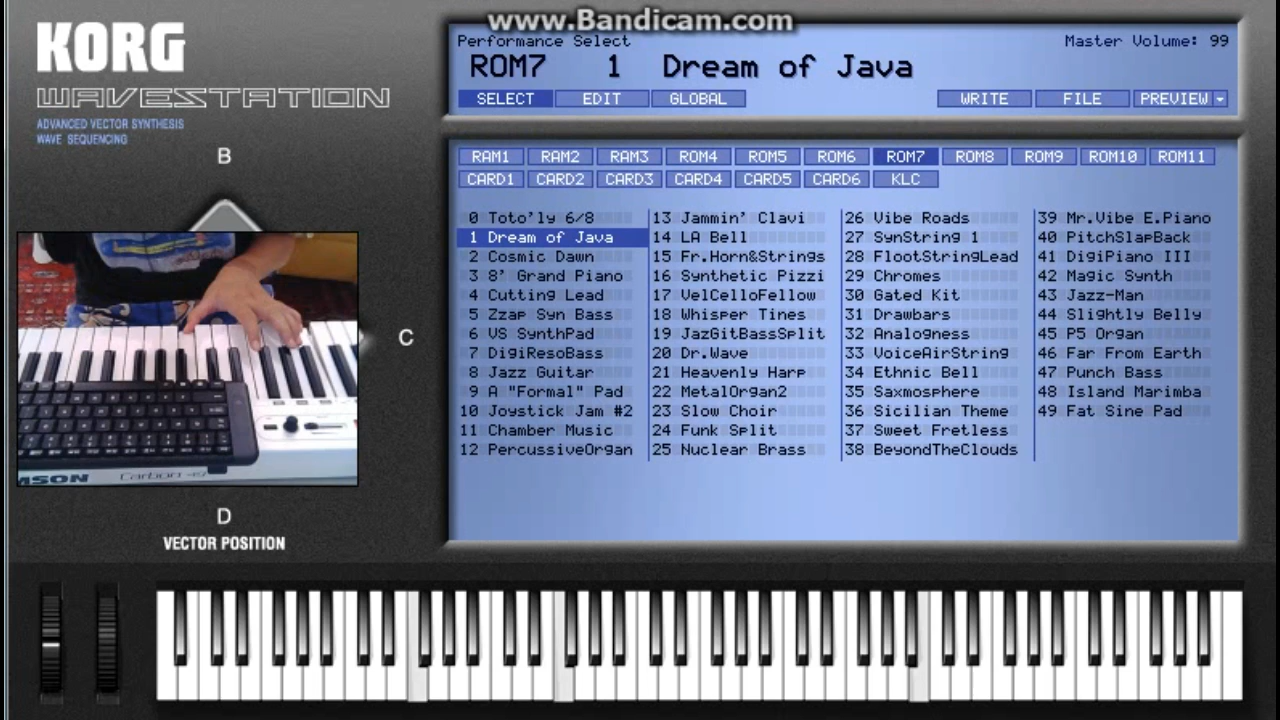 www.Bandicam.com
KORG
WAVESTATION
ADVANCED VECTOR SYNTHESIS
WAVE SEQUENCING
B
C
D
VECTOR POSITION
SON
Carbon 49
Performance Select
Master Volume: 99
ROM7 1 Dream of Java
SELECT EDIT GLOBAL WRITE FILE PREVIEW
RAM1 RAM2 RAM3 ROM4 ROM5 ROM6 ROM7 ROM8 ROM9 ROM10 ROM11
CARD1 CARD2 CARD3 CARD4 CARD5 CARD6 KLC
0 Toto'ly 6/8
1 Dream of Java
2 Cosmic Dawn
3 8' Grand Piano
4 Cutting Lead
5 Zzap Syn Bass
6 VS SynthPad
7 DigiResoBass
8 Jazz Guitar
9 A "Formal" Pad
10 Joystick Jam #2
11 Chamber Music
12 PercussiveOrgan
13 Jammin' Clavi
14 LA Bell
15 Fr.Horn&Strings
16 Synthetic Pizzi
17 VelCelloFellow
18 Whisper Tines
19 JazGitBassSplit
20 Dr.Wave
21 Heavenly Harp
22 MetalOrgan2
23 Slow Choir
24 Funk Split
25 Nuclear Brass
26 Vibe Roads
27 SynString 1
28 FlootStringLead
29 Chromes
30 Gated Kit
31 Drawbars
32 Analogness
33 VoiceAirString
34 Ethnic Bell
35 Saxmosphere
36 Sicilian Theme
37 Sweet Fretless
38 BeyondTheClouds
39 Mr.Vibe E.Piano
40 PitchSlapBack
41 DigiPiano III
42 Magic Synth
43 Jazz-Man
44 Slightly Belly
45 P5 Organ
46 Far From Earth
47 Punch Bass
48 Island Marimba
49 Fat Sine Pad